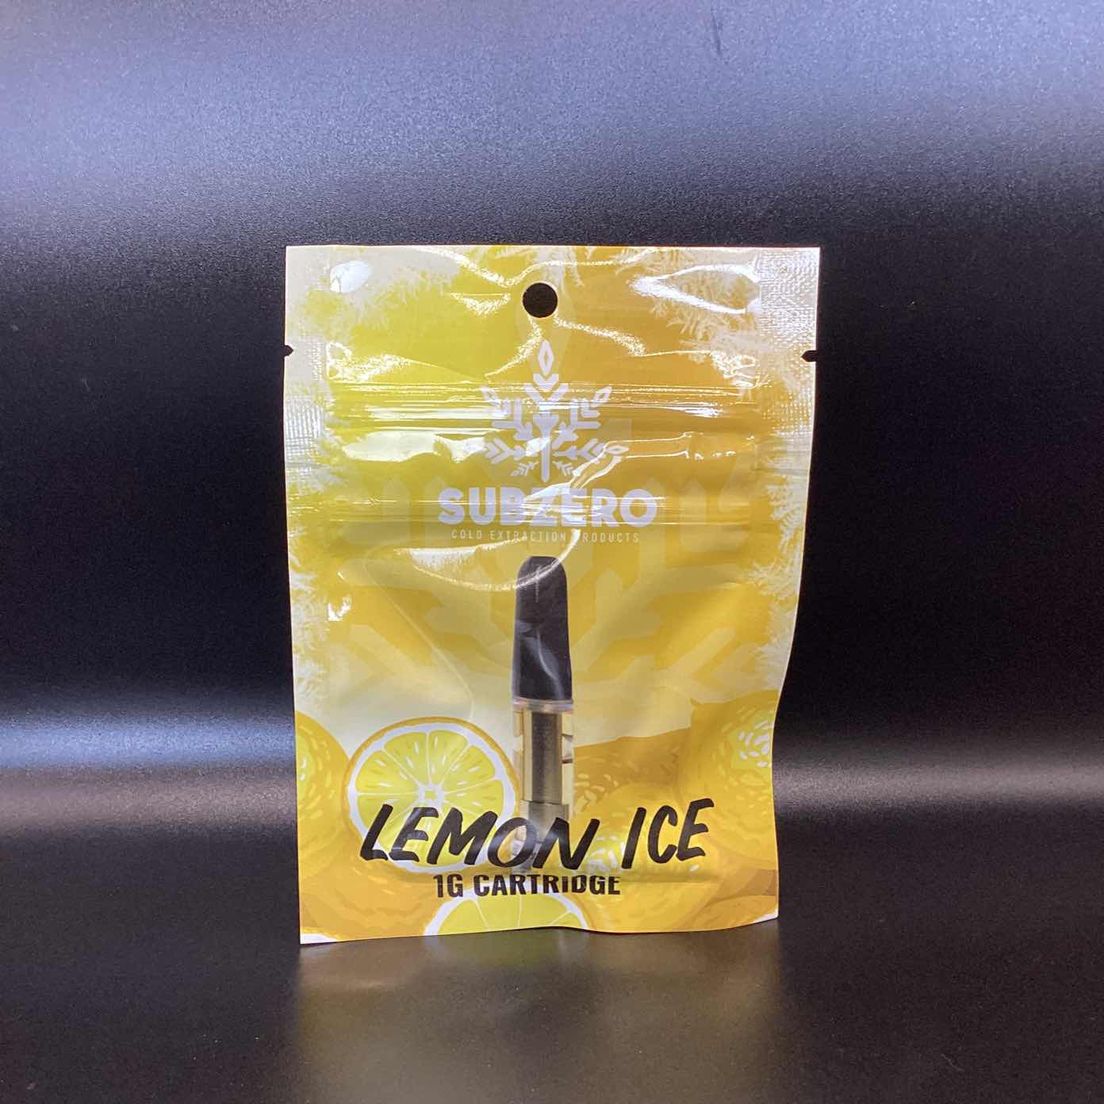 SUBZERO
COLD EXTRACTION PRODUCTS
LEMON ICE
1G CARTRIDGE